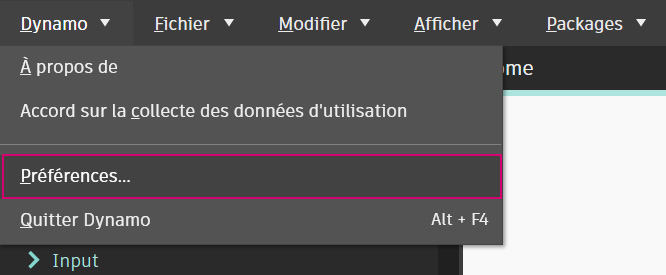 Dynamo Fichier Modifier Afficher Packages
À propos de
ome
Accord sur la collecte des données d'utilisation
Préférences...
Quitter Dynamo Alt + F4
Input